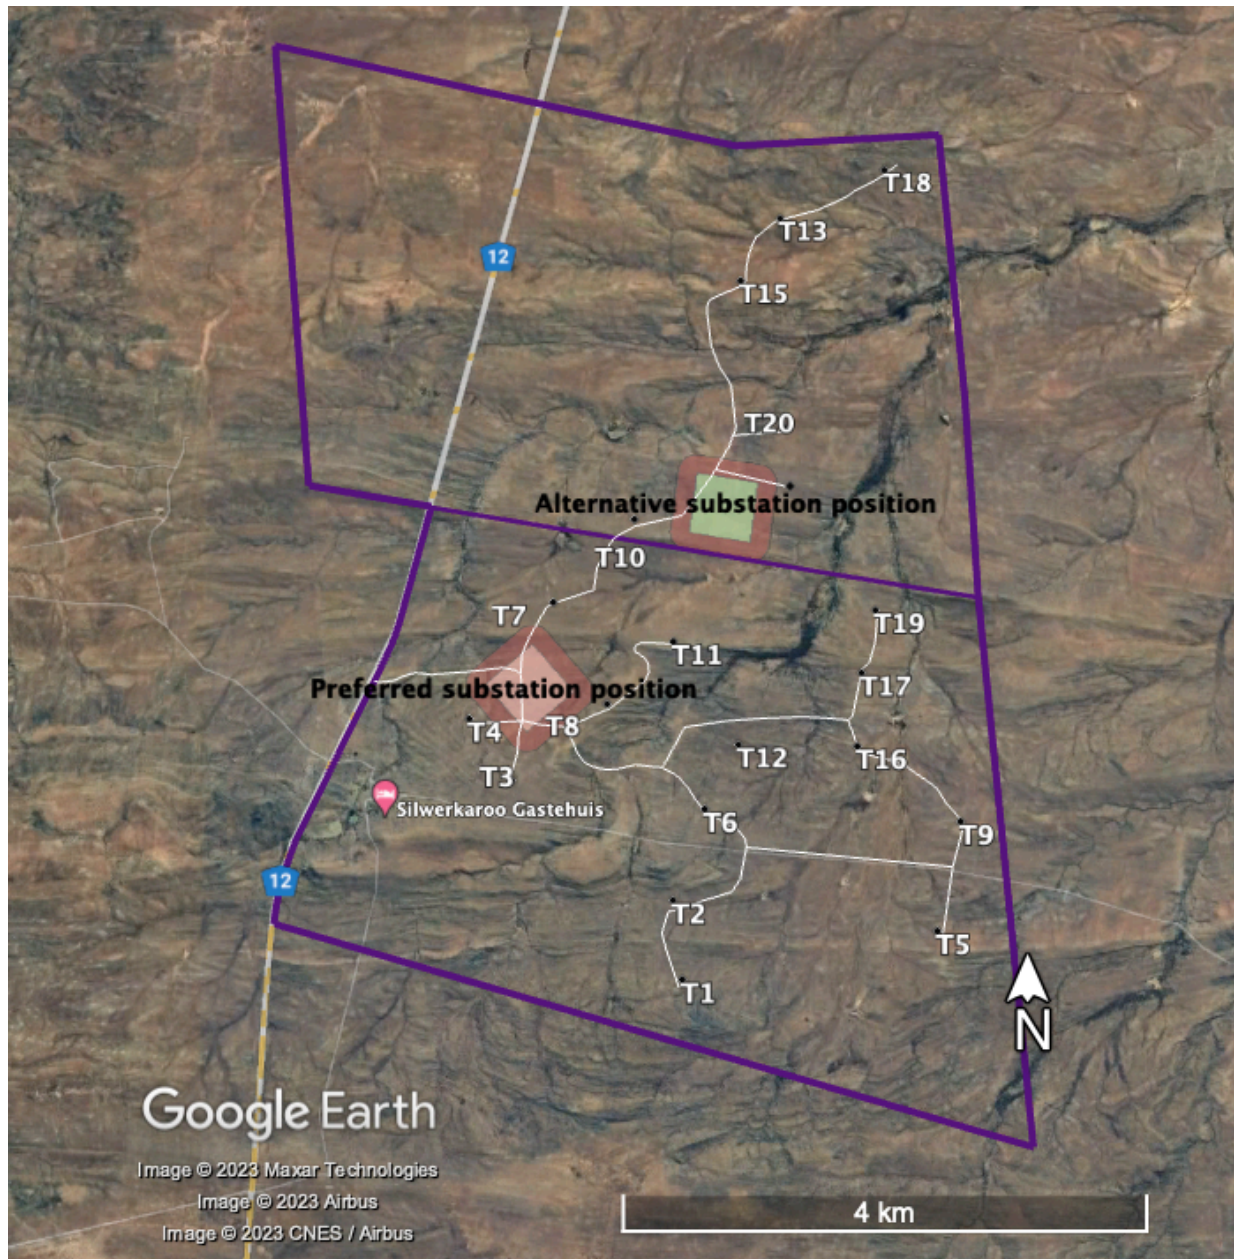 T18
T13
12
T15
T20
Alternative substation position
T10
T7
T19
T11
T17
Preferred substation position
T4
T8
T12
T16
T3
Silwerkaroo Gastehuis
T6
T9
12
T2
T5
T1
N
Google Earth
Image © 2023 Maxar Technologies
Image © 2023 Airbus
4 km
Image © 2023 CNES / Airbus